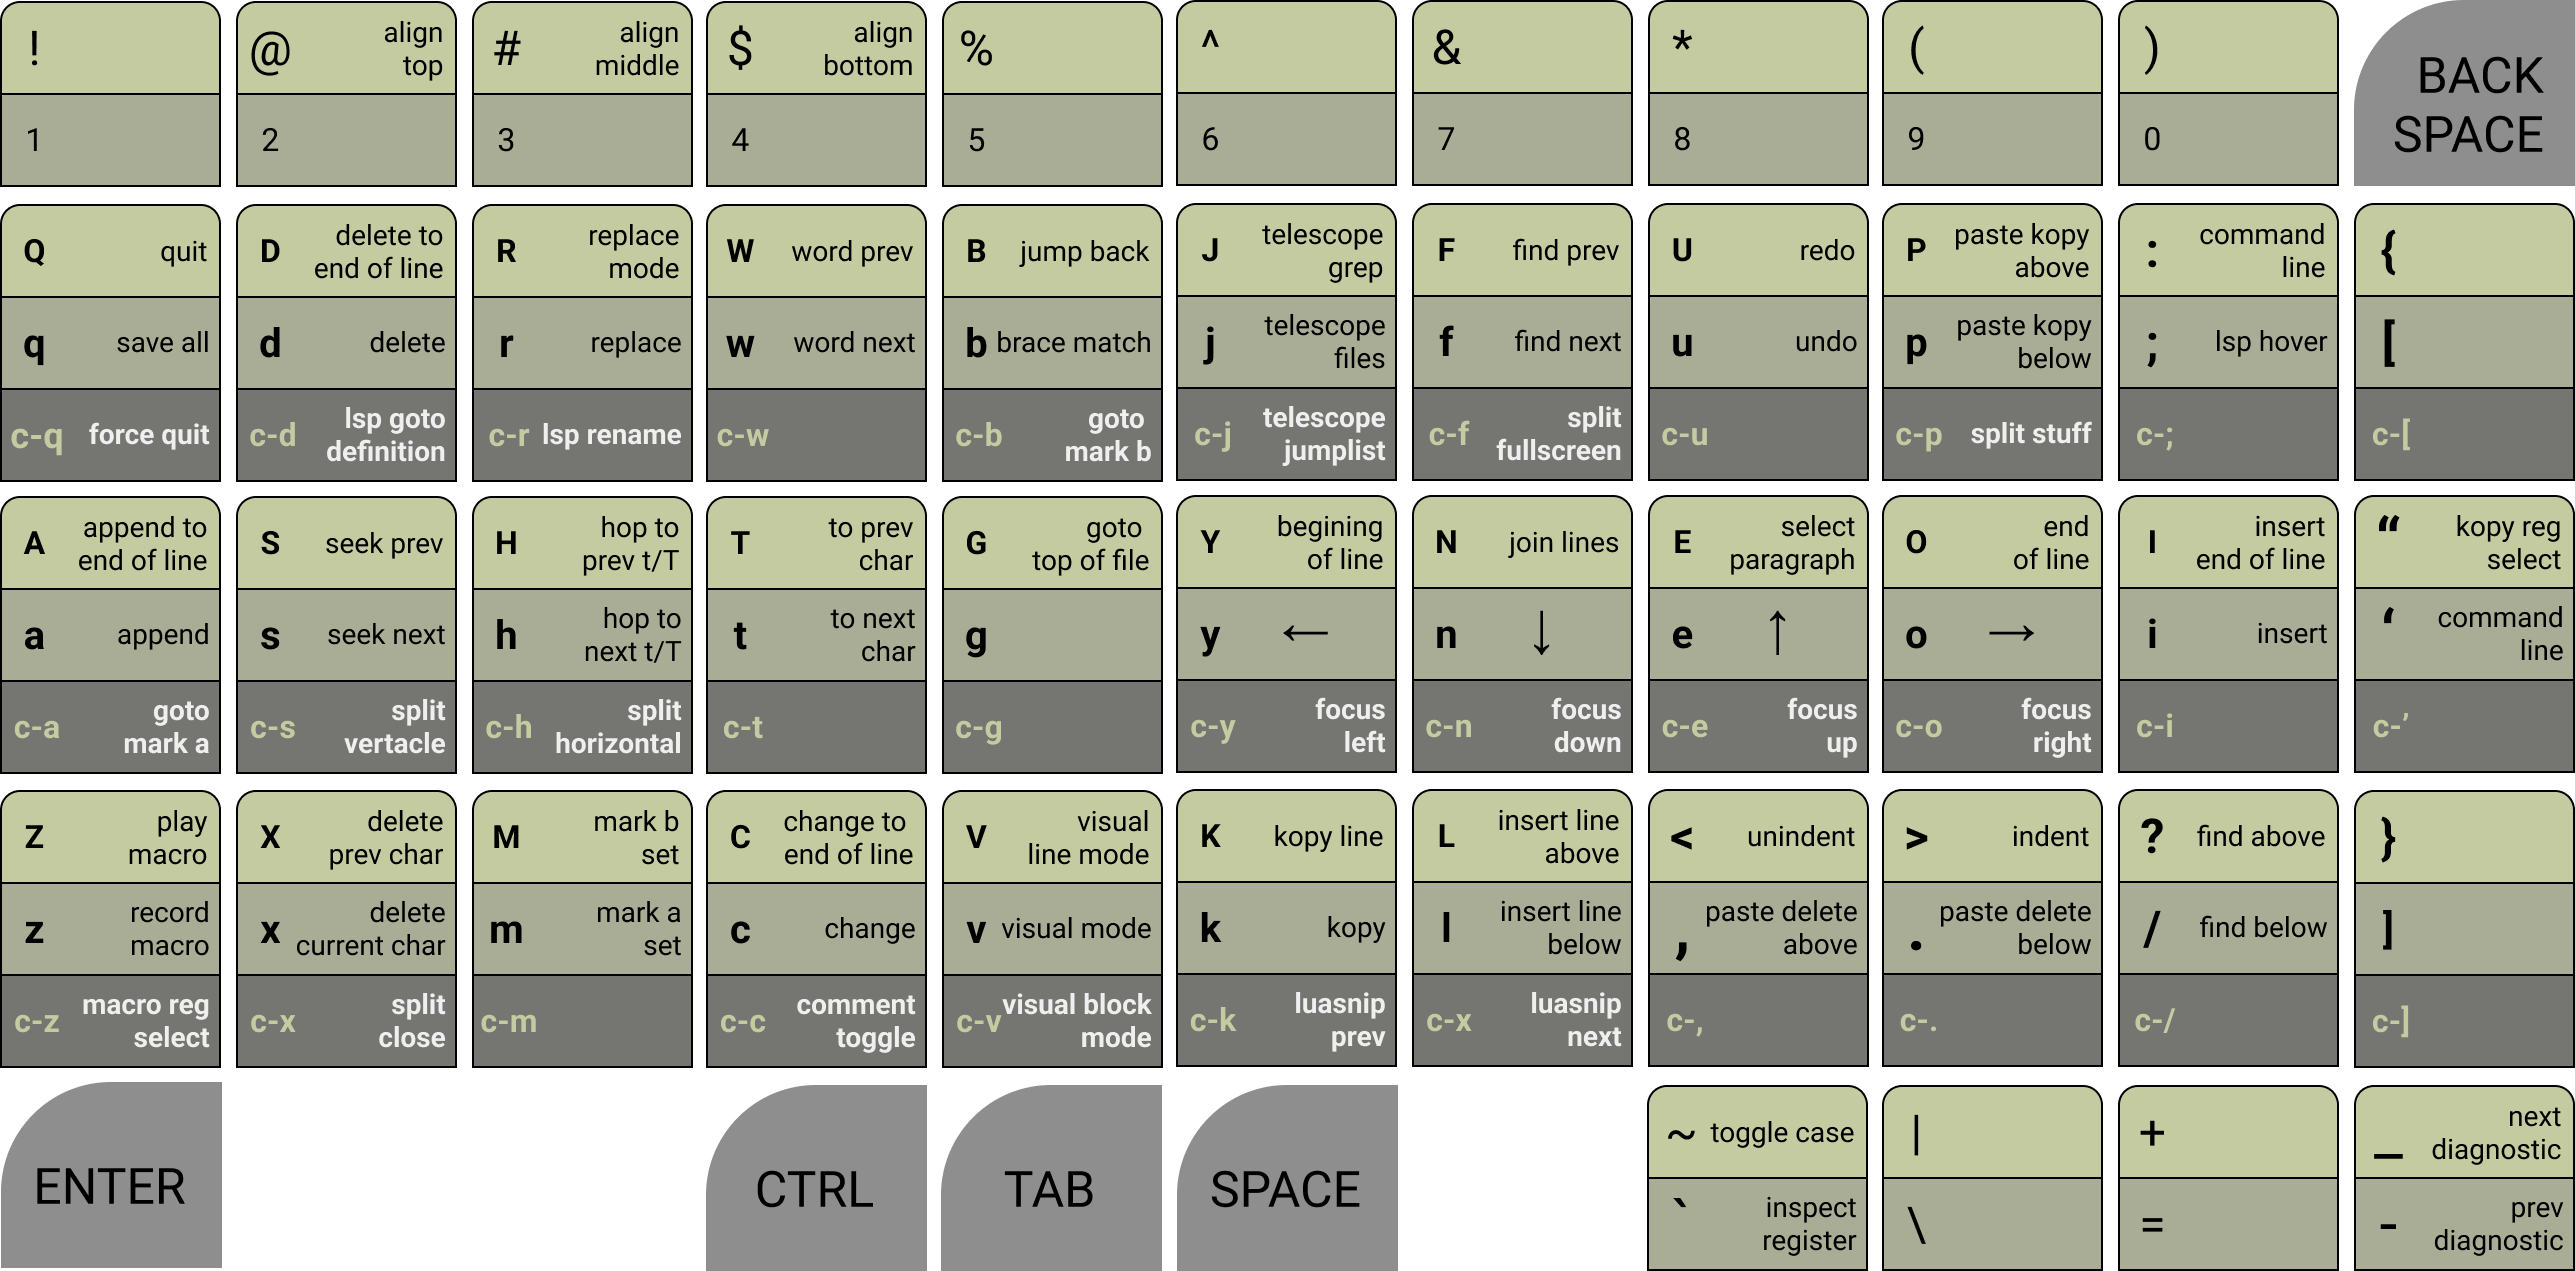 !
1
@ align
top
2
# align
middle
3
$ align
bottom
4
%
5
^
6
&
7
*
8
(
9
)
0
BACK
SPACE
Q quit
q save all
c-q force quit
D delete to
end of line
d delete
c-d lsp goto
definition
R replace
mode
r replace
c-r lsp rename
W word prev
w word next
c-w
B jump back
b brace match
c-b goto
mark b
J telescope
grep
j telescope
files
c-j telescope
jumplist
F find prev
f find next
c-f split
fullscreen
U redo
u undo
c-u
P paste kopy
above
p paste kopy
below
c-p split stuff
: command
line
; lsp hover
c-;
{
[
c-[
A append to
end of line
a append
c-a goto
mark a
S seek prev
s seek next
c-s split
vertacle
H hop to
prev t/T
h hop to
next t/T
c-h split
horizontal
T to prev
char
t to next
char
c-t
G goto
top of file
g
c-g
Y begining
of line
y ←
c-y focus
left
N join lines
n ↓
c-n focus
down
E select
paragraph
e ↑
c-e focus
up
O end
of line
o →
c-o focus
right
I insert
end of line
i insert
c-i
“ kopy reg
select
‘ command
line
c-’
Z play
macro
z record
macro
c-z macro reg
select
X delete
prev char
x delete
current char
c-x split
close
M mark b
set
m mark a
set
c-m
C change to
end of line
c change
c-c comment
toggle
V visual
line mode
v visual mode
c-v visual block
mode
K kopy line
k kopy
c-k luasnip
prev
L insert line
above
l insert line
below
c-x luasnip
next
< unindent
, paste delete
above
c-,
> indent
. paste delete
below
c-.
? find above
/ find below
c-/
}
]
c-]
ENTER
CTRL
TAB
SPACE
~ toggle case
` inspect
register
|
\
+
=
_ next
diagnostic
- prev
diagnostic